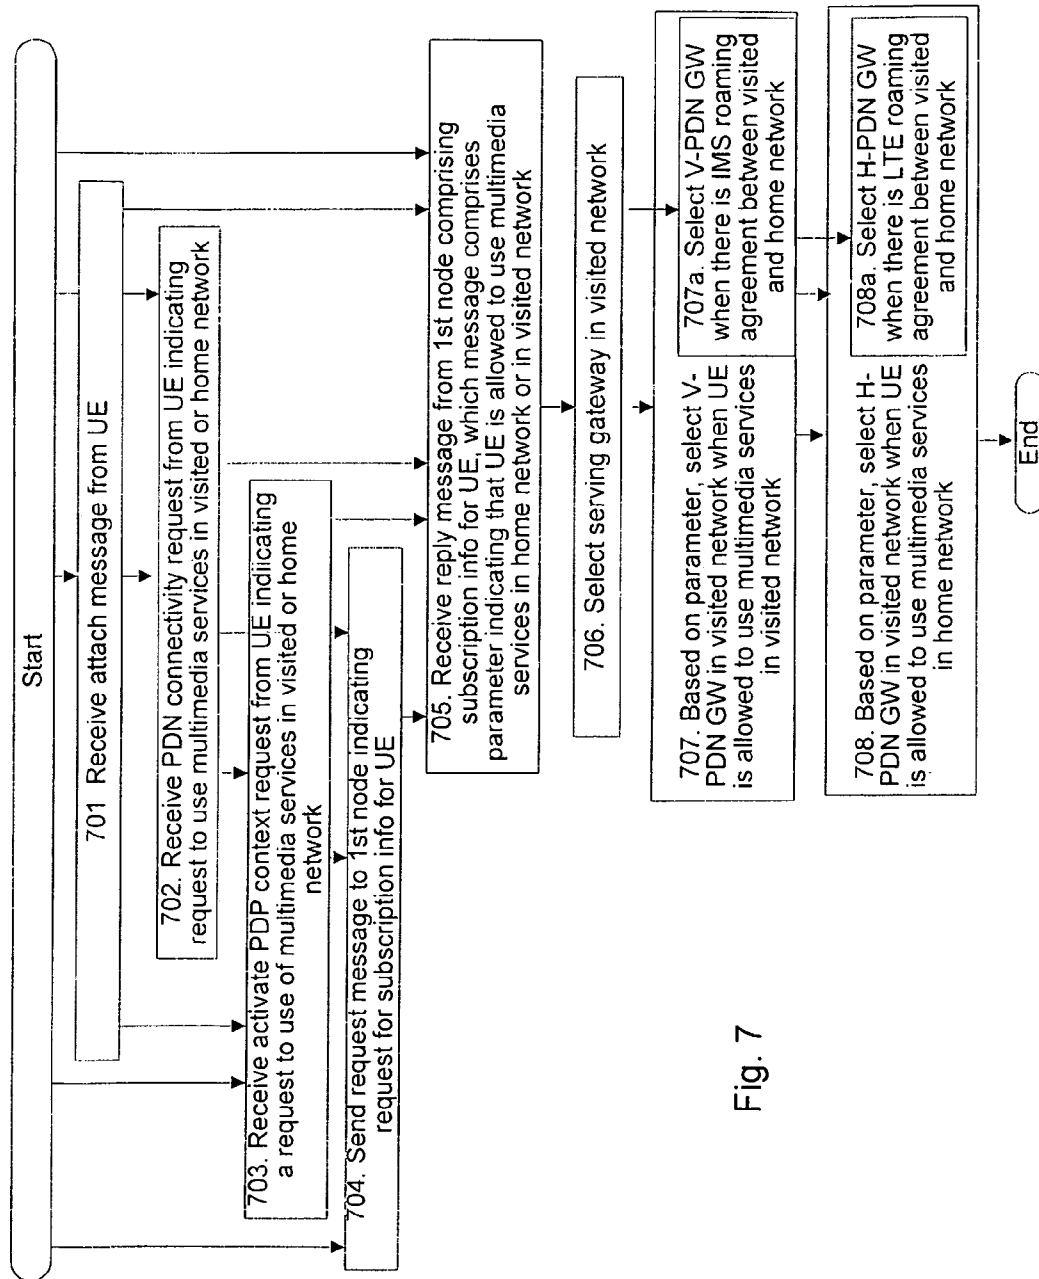 Start
701 Receive attach message from UE
702. Receive PDN connectivity request from UE indicating
request to use multimedia services in visited or home network
703. Receive activate PDP context request from UE indicating
a request to use of multimedia services in visited or home
network
704. Send request message to 1st node indicating
request for subscription info for UE
705. Receive reply message from 1st node comprising
subscription info for UE, which message comprises
parameter indicating that UE is allowed to use multimedia
services in home network or in visited network
706. Select serving gateway in visited network
707. Based on parameter, select V-
PDN GW in visited network when UE
is allowed to use multimedia services
in visited network
707a. Select V-PDN GW
when there is IMS roaming
agreement between visited
and home network
708. Based on parameter, select H-
PDN GW in visited network when UE
is allowed to use multimedia services
in home network
708a. Select H-PDN GW
when there is LTE roaming
agreement between visited
and home network
End
Fig. 7